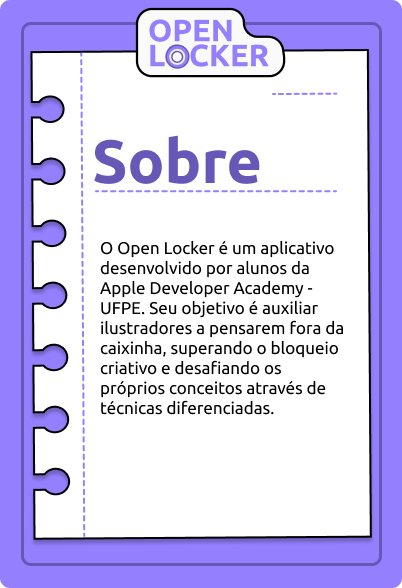 OPEN
LOCKER
Sobre
O Open Locker é um aplicativo
desenvolvido por alunos da
Apple Developer Academy -
UFPE. Seu objetivo é auxiliar
ilustradores a pensarem fora da
caixinha, superando o bloqueio
criativo e desafiando os
próprios conceitos através de
técnicas diferenciadas.